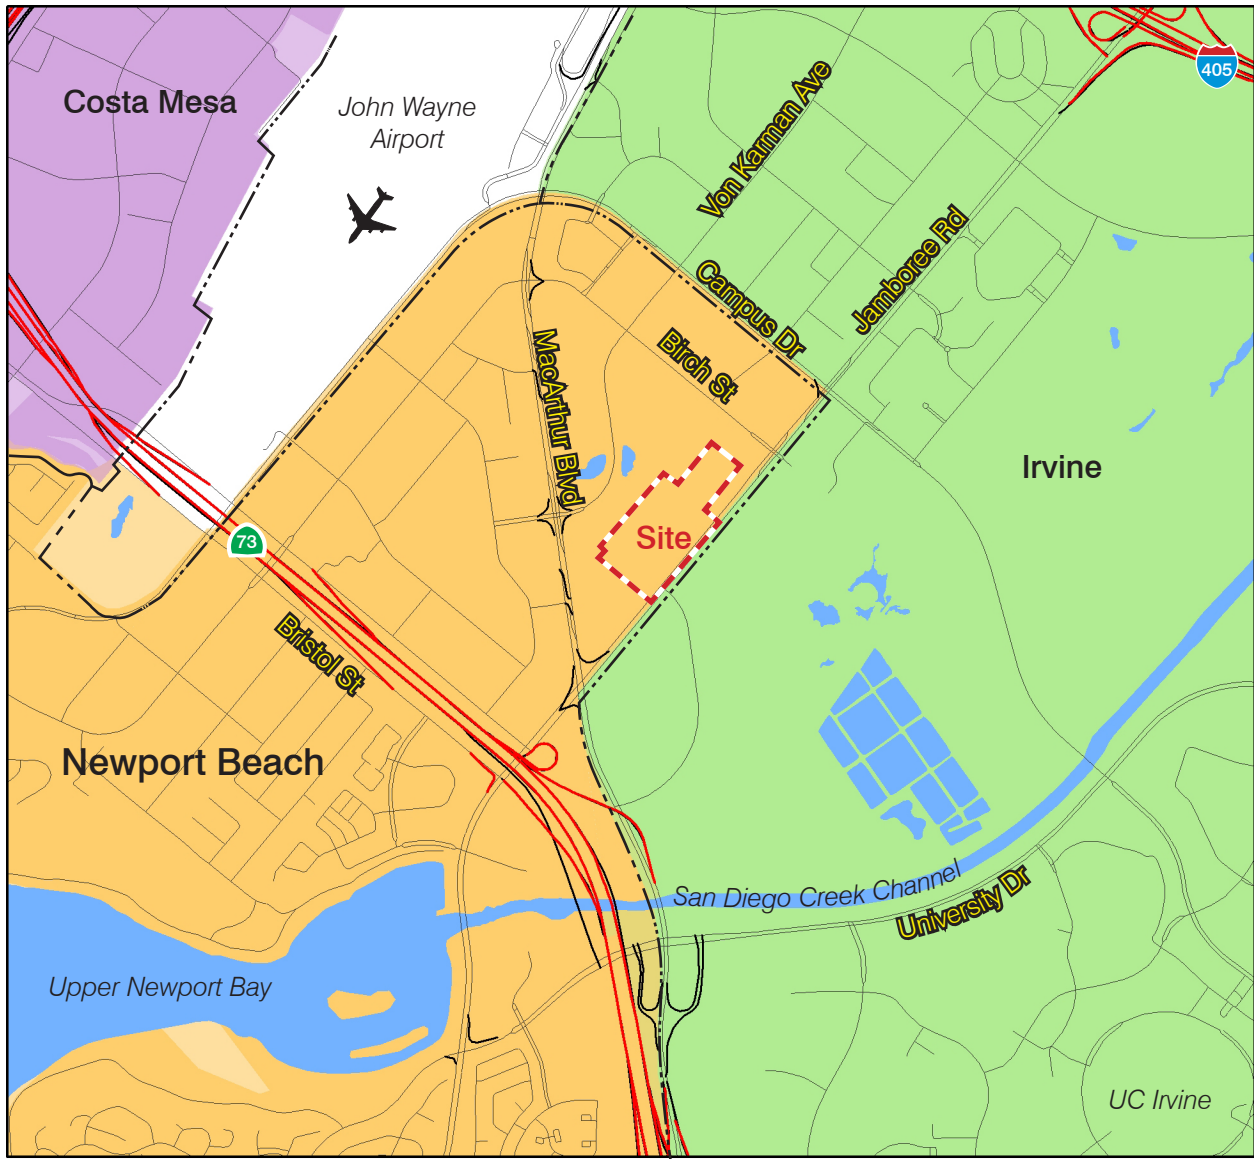 405
Costa Mesa
John Wayne
Airport
Von Karman Ave
Jamboree Rd
Campus Dr
Birch St
MacArthur Blvd
Irvine
Site
73
Bristol St
Newport Beach
San Diego Creek Channel
University Dr
Upper Newport Bay
UC Irvine